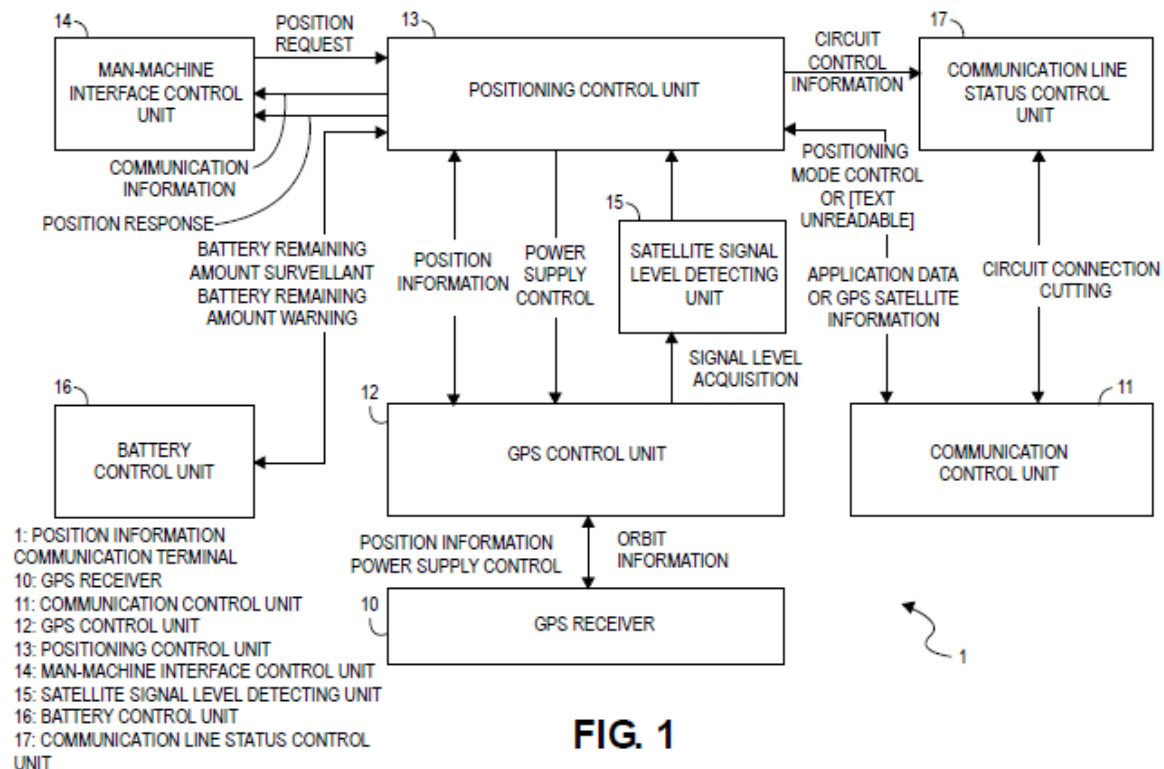 14
POSITION
REQUEST
13
17
MAN-MACHINE
INTERFACE CONTROL
UNIT
POSITIONING CONTROL UNIT
CIRCUIT
CONTROL
INFORMATION
COMMUNICATION LINE
STATUS CONTROL
UNIT
COMMUNICATION
INFORMATION
POSITION RESPONSE
POSITIONING
MODE CONTROL
OR [TEXT
UNREADABLE]
15
BATTERY REMAINING
AMOUNT SURVEILLANT
BATTERY REMAINING
AMOUNT WARNING
POSITION
INFORMATION
POWER
SUPPLY
CONTROL
SATELLITE SIGNAL
LEVEL DETECTING
UNIT
APPLICATION DATA
OR GPS SATELLITE
INFORMATION
CIRCUIT CONNECTION
CUTTING
SIGNAL LEVEL
ACQUISITION
16
12
11
BATTERY
CONTROL UNIT
GPS CONTROL UNIT
COMMUNICATION
CONTROL UNIT
POSITION INFORMATION
POWER SUPPLY CONTROL
ORBIT
INFORMATION
10
GPS RECEIVER
1
1: POSITION INFORMATION
COMMUNICATION TERMINAL
10: GPS RECEIVER
11: COMMUNICATION CONTROL UNIT
12: GPS CONTROL UNIT
13: POSITIONING CONTROL UNIT
14: MAN-MACHINE INTERFACE CONTROL UNIT
15: SATELLITE SIGNAL LEVEL DETECTING UNIT
16: BATTERY CONTROL UNIT
17: COMMUNICATION LINE STATUS CONTROL
UNIT
FIG. 1